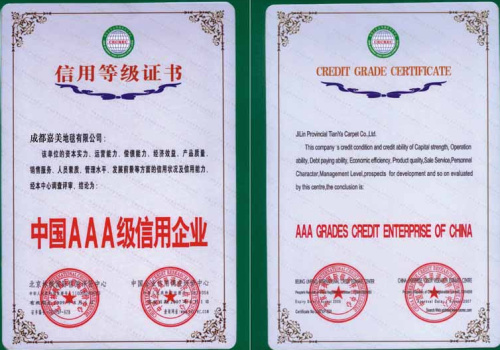 信用等级证书
成都嘉美地毯有限公司：
该单位的资本实力、运营能力、偿债能力、经济效益、产品质量、
销售服务、人员素质、管理水平、发展前景等方面的信用状况及信用能力，
经本中心调查评审，结论为：
中国AAA级信用企业
CREDIT GRADE CERTIFICATE
JiLin Provincial TianYa Carpet Co.,Ltd.
This company's credit condition and credit ability of Capital strength, Operation
ability, Debt paying ability, Economic efficiency, Product quality, Sale Service, Personnel
Character, Management Level, prospects for development and so on evaluated
by this centre, the conclusion is:
AAA GRADES CREDIT ENTERPRISE OF CHINA